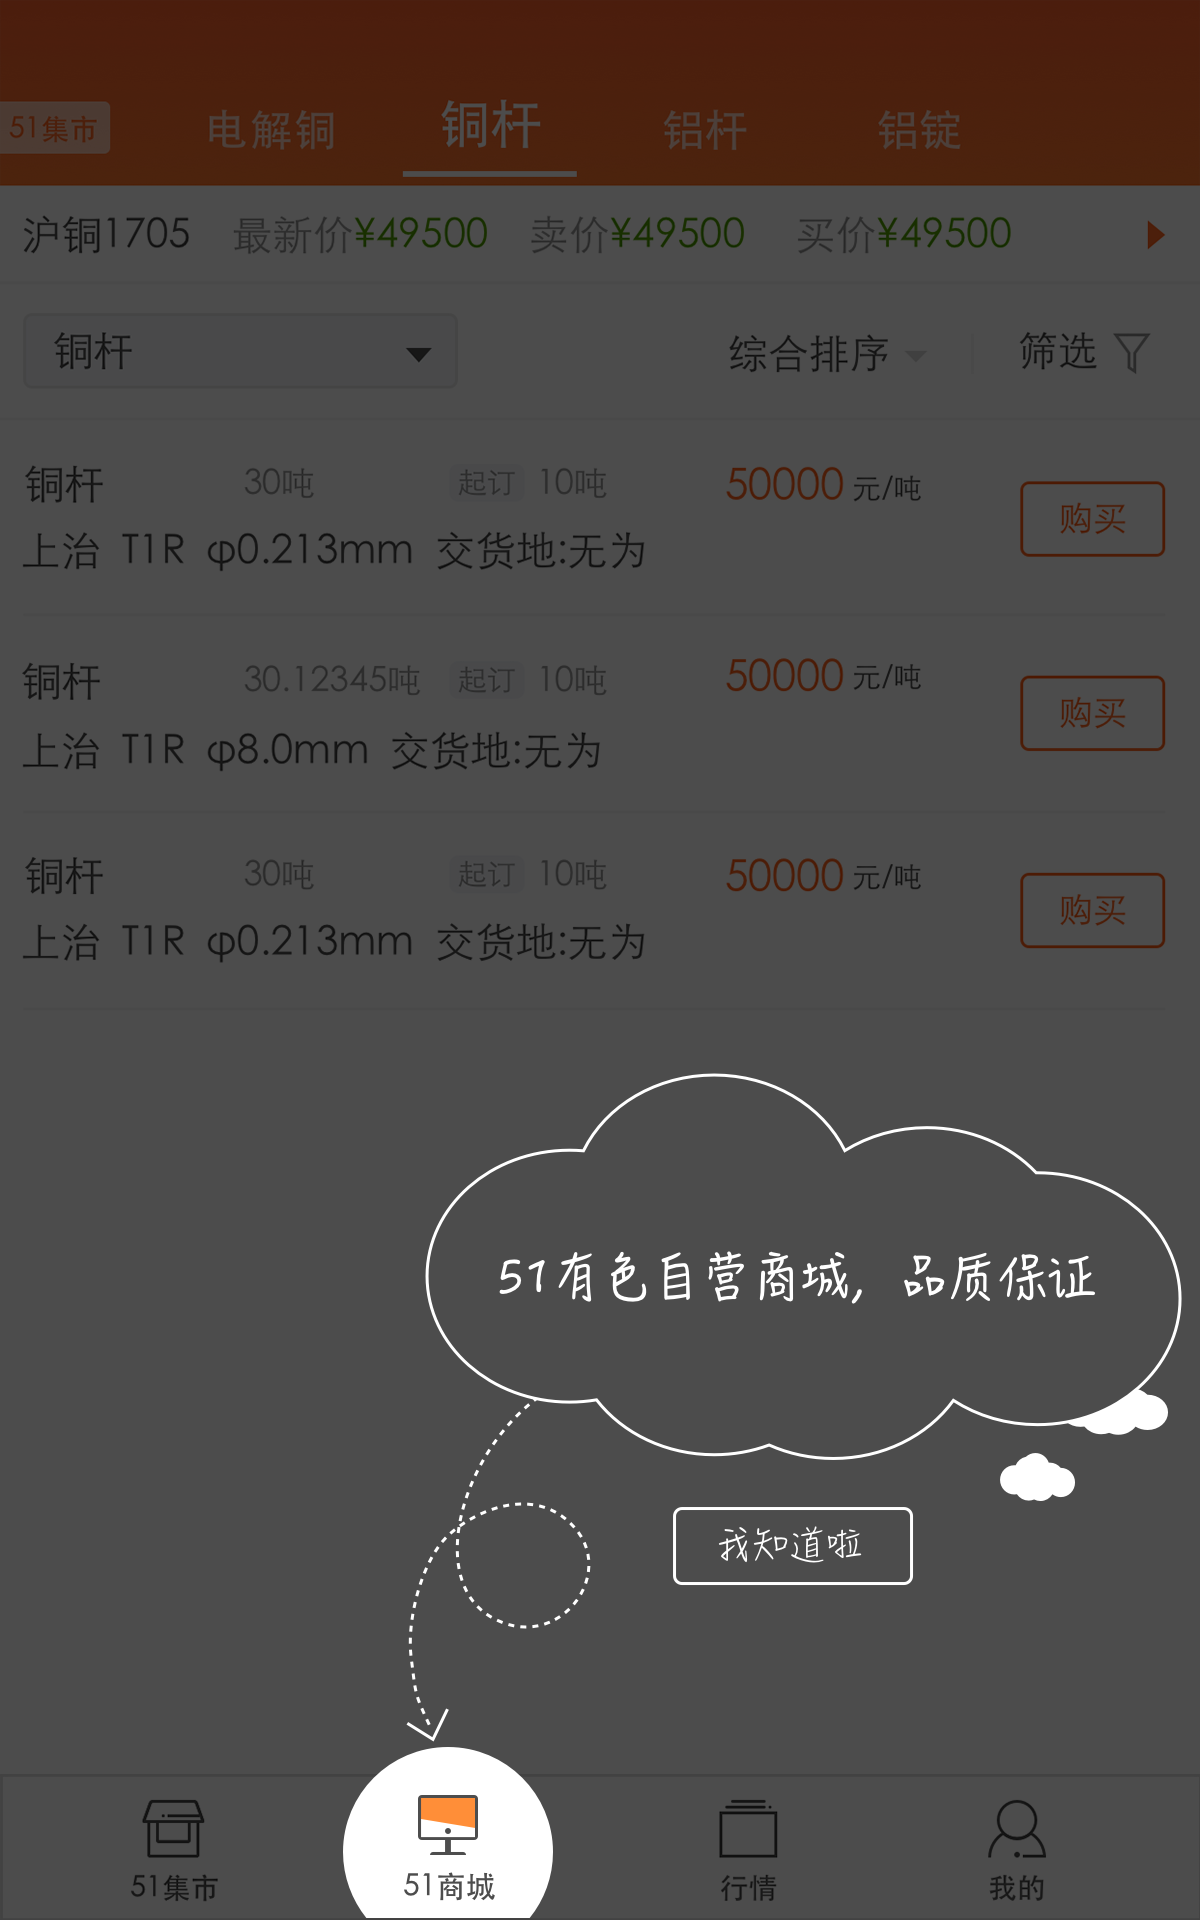 51集市 电解铜 铜杆 铝杆 铝锭
沪铜1705 最新价¥49500 卖价¥49500 买价¥49500
铜杆 综合排序 筛选
铜杆 30吨 起订 10吨 50000 元/吨
购买
上治 T1R φ0.213mm 交货地:无为
铜杆 30.12345吨 起订 10吨 50000 元/吨
购买
上治 T1R φ8.0mm 交货地:无为
铜杆 30吨 起订 10吨 50000 元/吨
购买
上治 T1R φ0.213mm 交货地:无为
51有色自营商城，品质保证
我知道啦
51集市 51商城 行情 我的